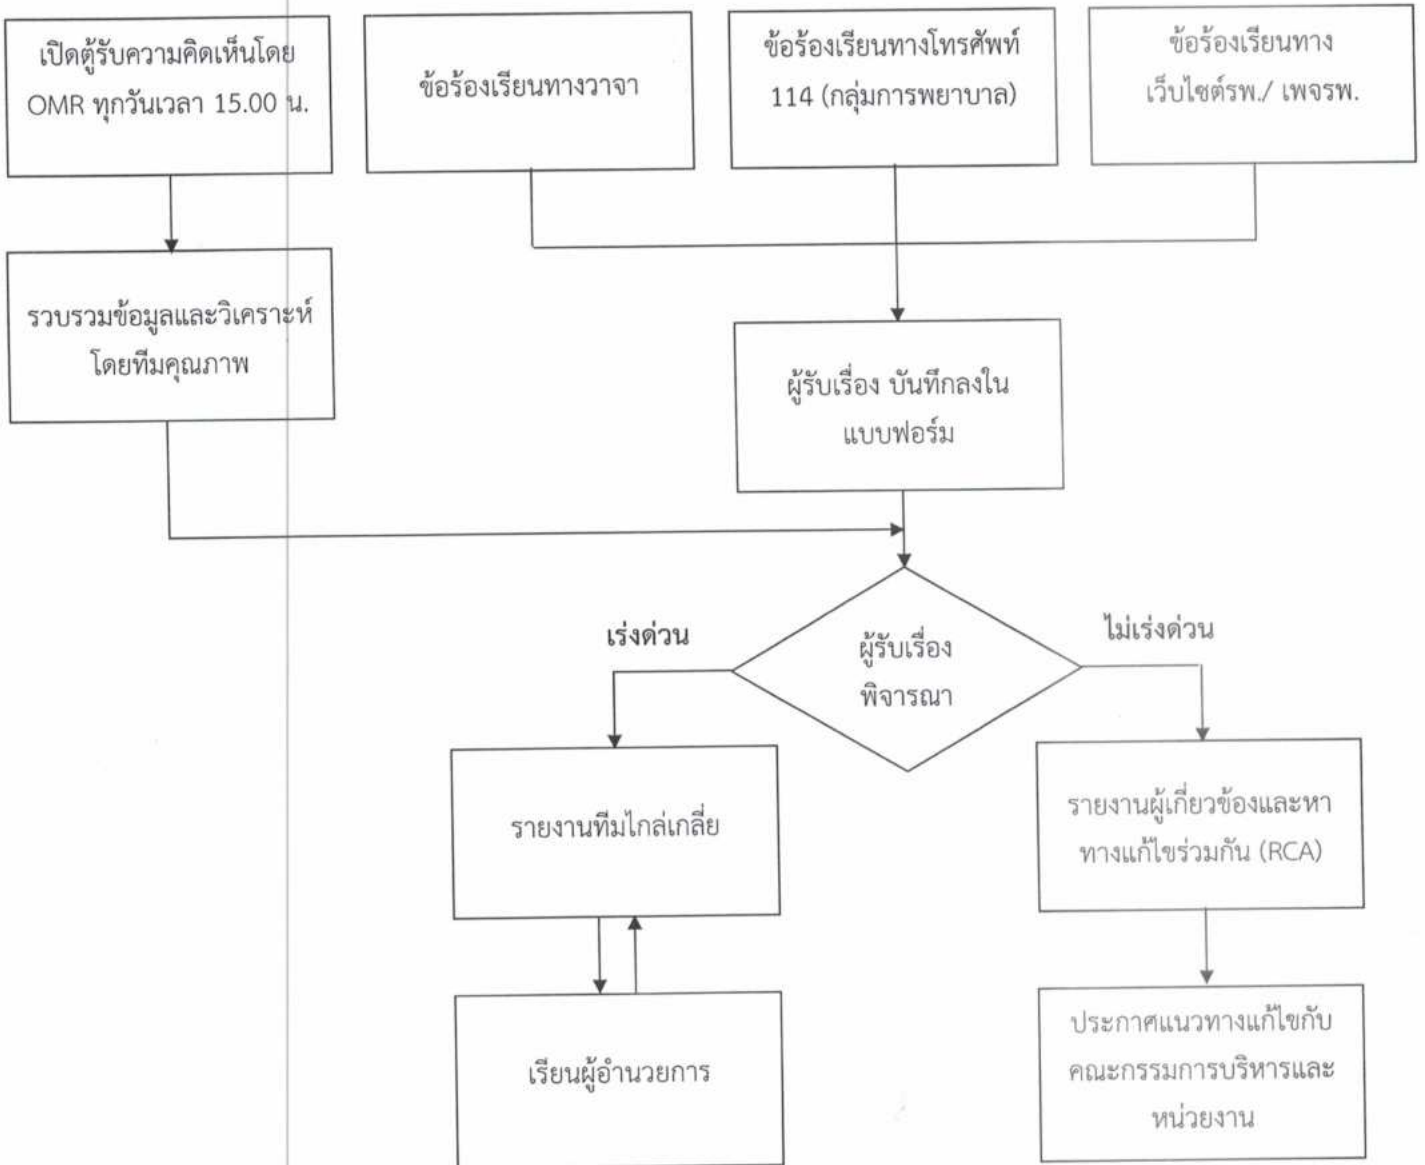 เปิดตู้รับความคิดเห็นโดย
OMR ทุกวันเวลา 15.00 น.
ข้อร้องเรียนทางวาจา
ข้อร้องเรียนทางโทรศัพท์
114 (กลุ่มการพยาบาล)
ข้อร้องเรียนทาง
เว็บไซต์รพ./ เพจรพ.
รวบรวมข้อมูลและวิเคราะห์
โดยทีมคุณภาพ
ผู้รับเรื่อง บันทึกลงใน
แบบฟอร์ม
เร่งด่วน
ผู้รับเรื่อง
พิจารณา
ไม่เร่งด่วน
รายงานทีมไกล่เกลี่ย
รายงานผู้เกี่ยวข้องและหา
ทางแก้ไขร่วมกัน (RCA)
เรียนผู้อำนวยการ
ประกาศแนวทางแก้ไขกับ
คณะกรรมการบริหารและ
หน่วยงาน